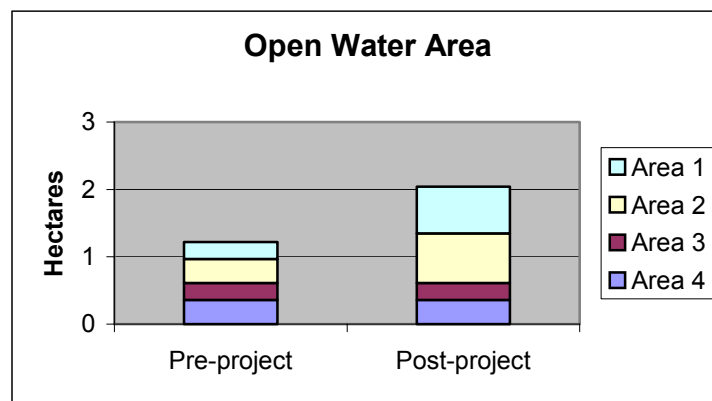 Open Water Area
3
2
1
0
Hectares
Pre-project
Post-project
Area 1
Area 2
Area 3
Area 4